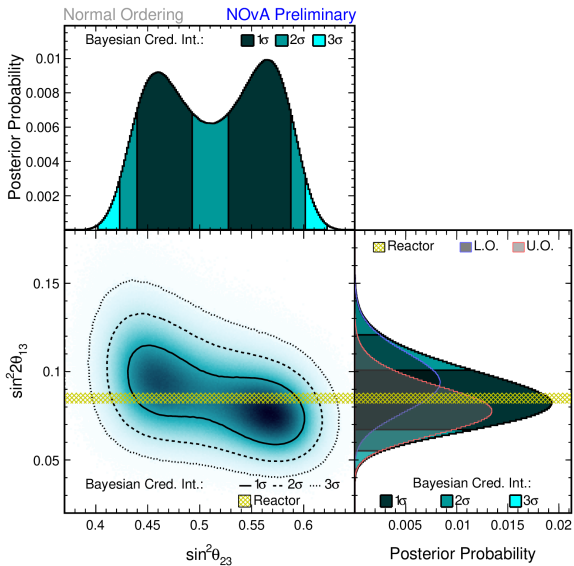 Normal Ordering NOvA Preliminary
Bayesian Cred. Int.: 1σ 2σ 3σ
Posterior Probability
0.01
0.008
0.006
0.004
0.002
Reactor L.O. U.O.
sin²2θ₁₃
0.15
0.1
0.05
Bayesian Cred. Int.: 1σ 2σ 3σ
Reactor
Bayesian Cred. Int.:
1σ 2σ 3σ
0.4 0.45 0.5 0.55 0.6
0.005 0.01 0.015 0.02
sin²θ₂₃
Posterior Probability